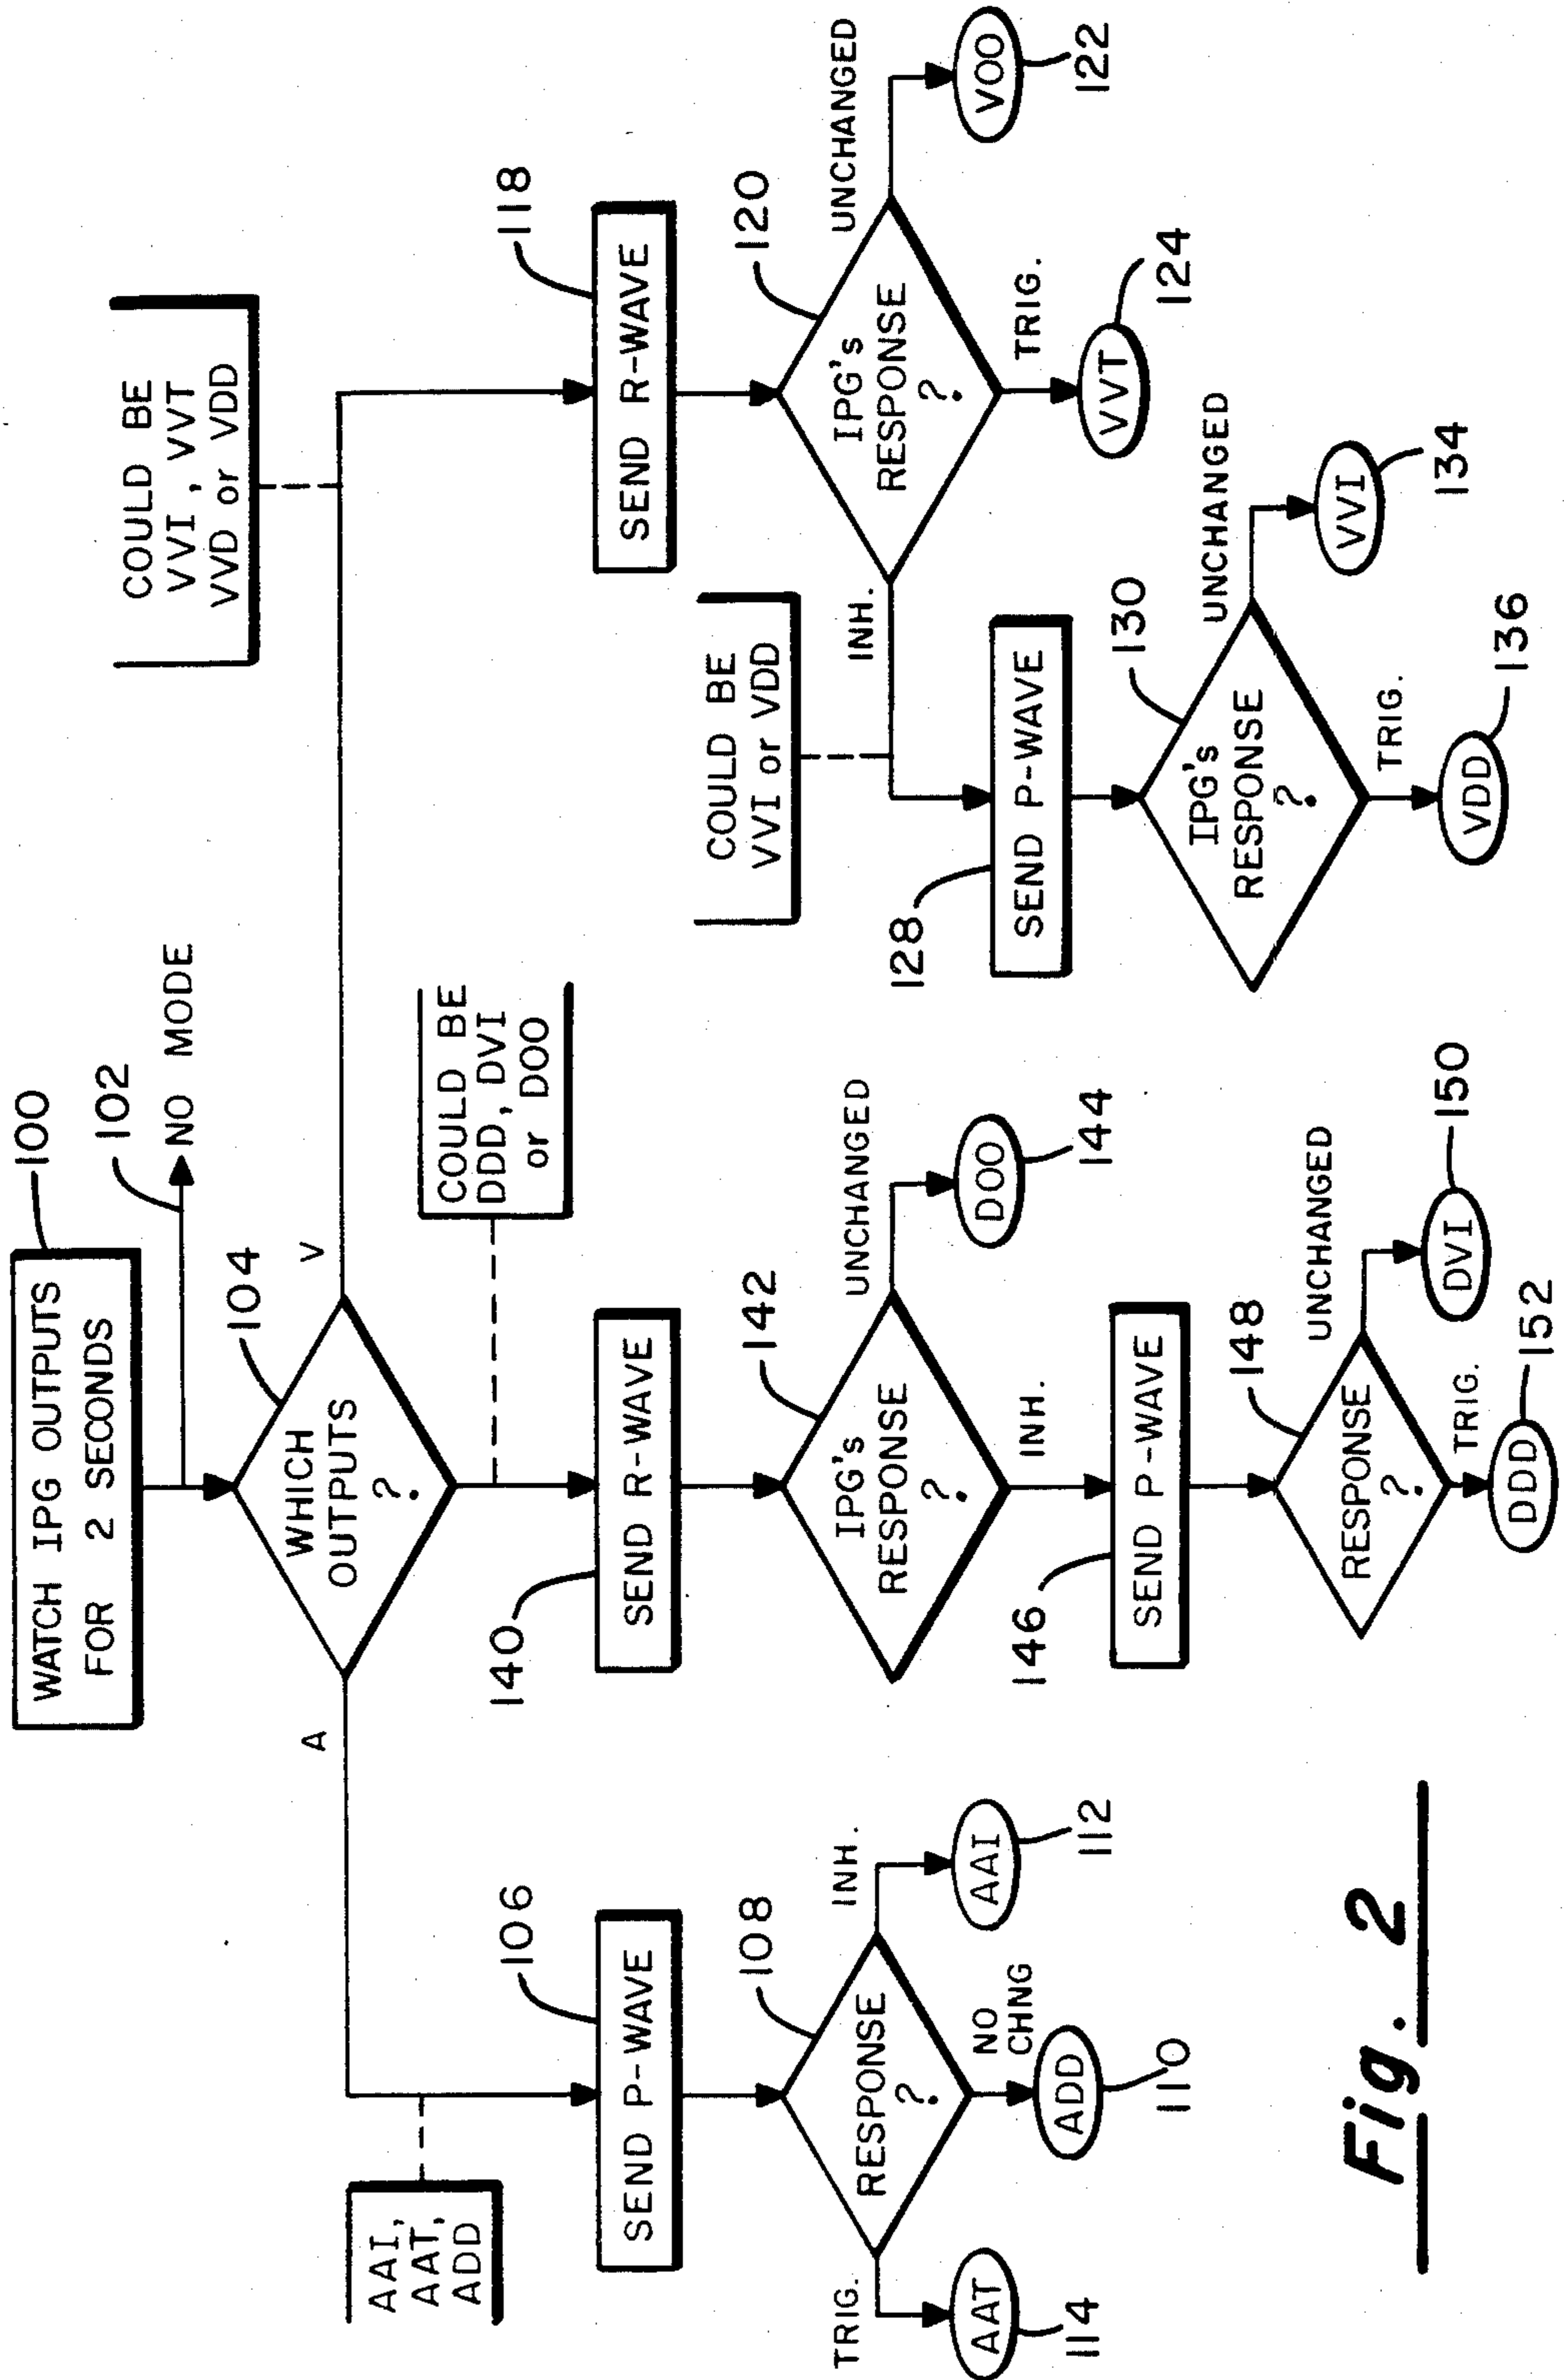 WATCH IPG OUTPUTS
FOR 2 SECONDS
100
102
NO MODE
104
WHICH
OUTPUTS
?
A
V
AAI,
AAT,
ADD
COULD BE
DDD, DVI
or DOO
COULD BE
VVI, VVT
VVD or VDD
106
SEND P-WAVE
108
RESPONSE
?
TRIG.
AAT
114
NO
CHNG
ADD
110
INH.
AAI
112
140
SEND R-WAVE
142
IPG's
RESPONSE
?
UNCHANGED
DOO
144
INH.
146
SEND P-WAVE
148
RESPONSE
?
UNCHANGED
DVI
150
TRIG.
DDD
152
118
SEND R-WAVE
120
IPG's
RESPONSE
?
UNCHANGED
VOO
122
TRIG.
VVT
124
INH.
COULD BE
VVI or VDD
128
SEND P-WAVE
130
IPG's
RESPONSE
?
UNCHANGED
VVI
134
TRIG.
VDD
136
Fig. 2